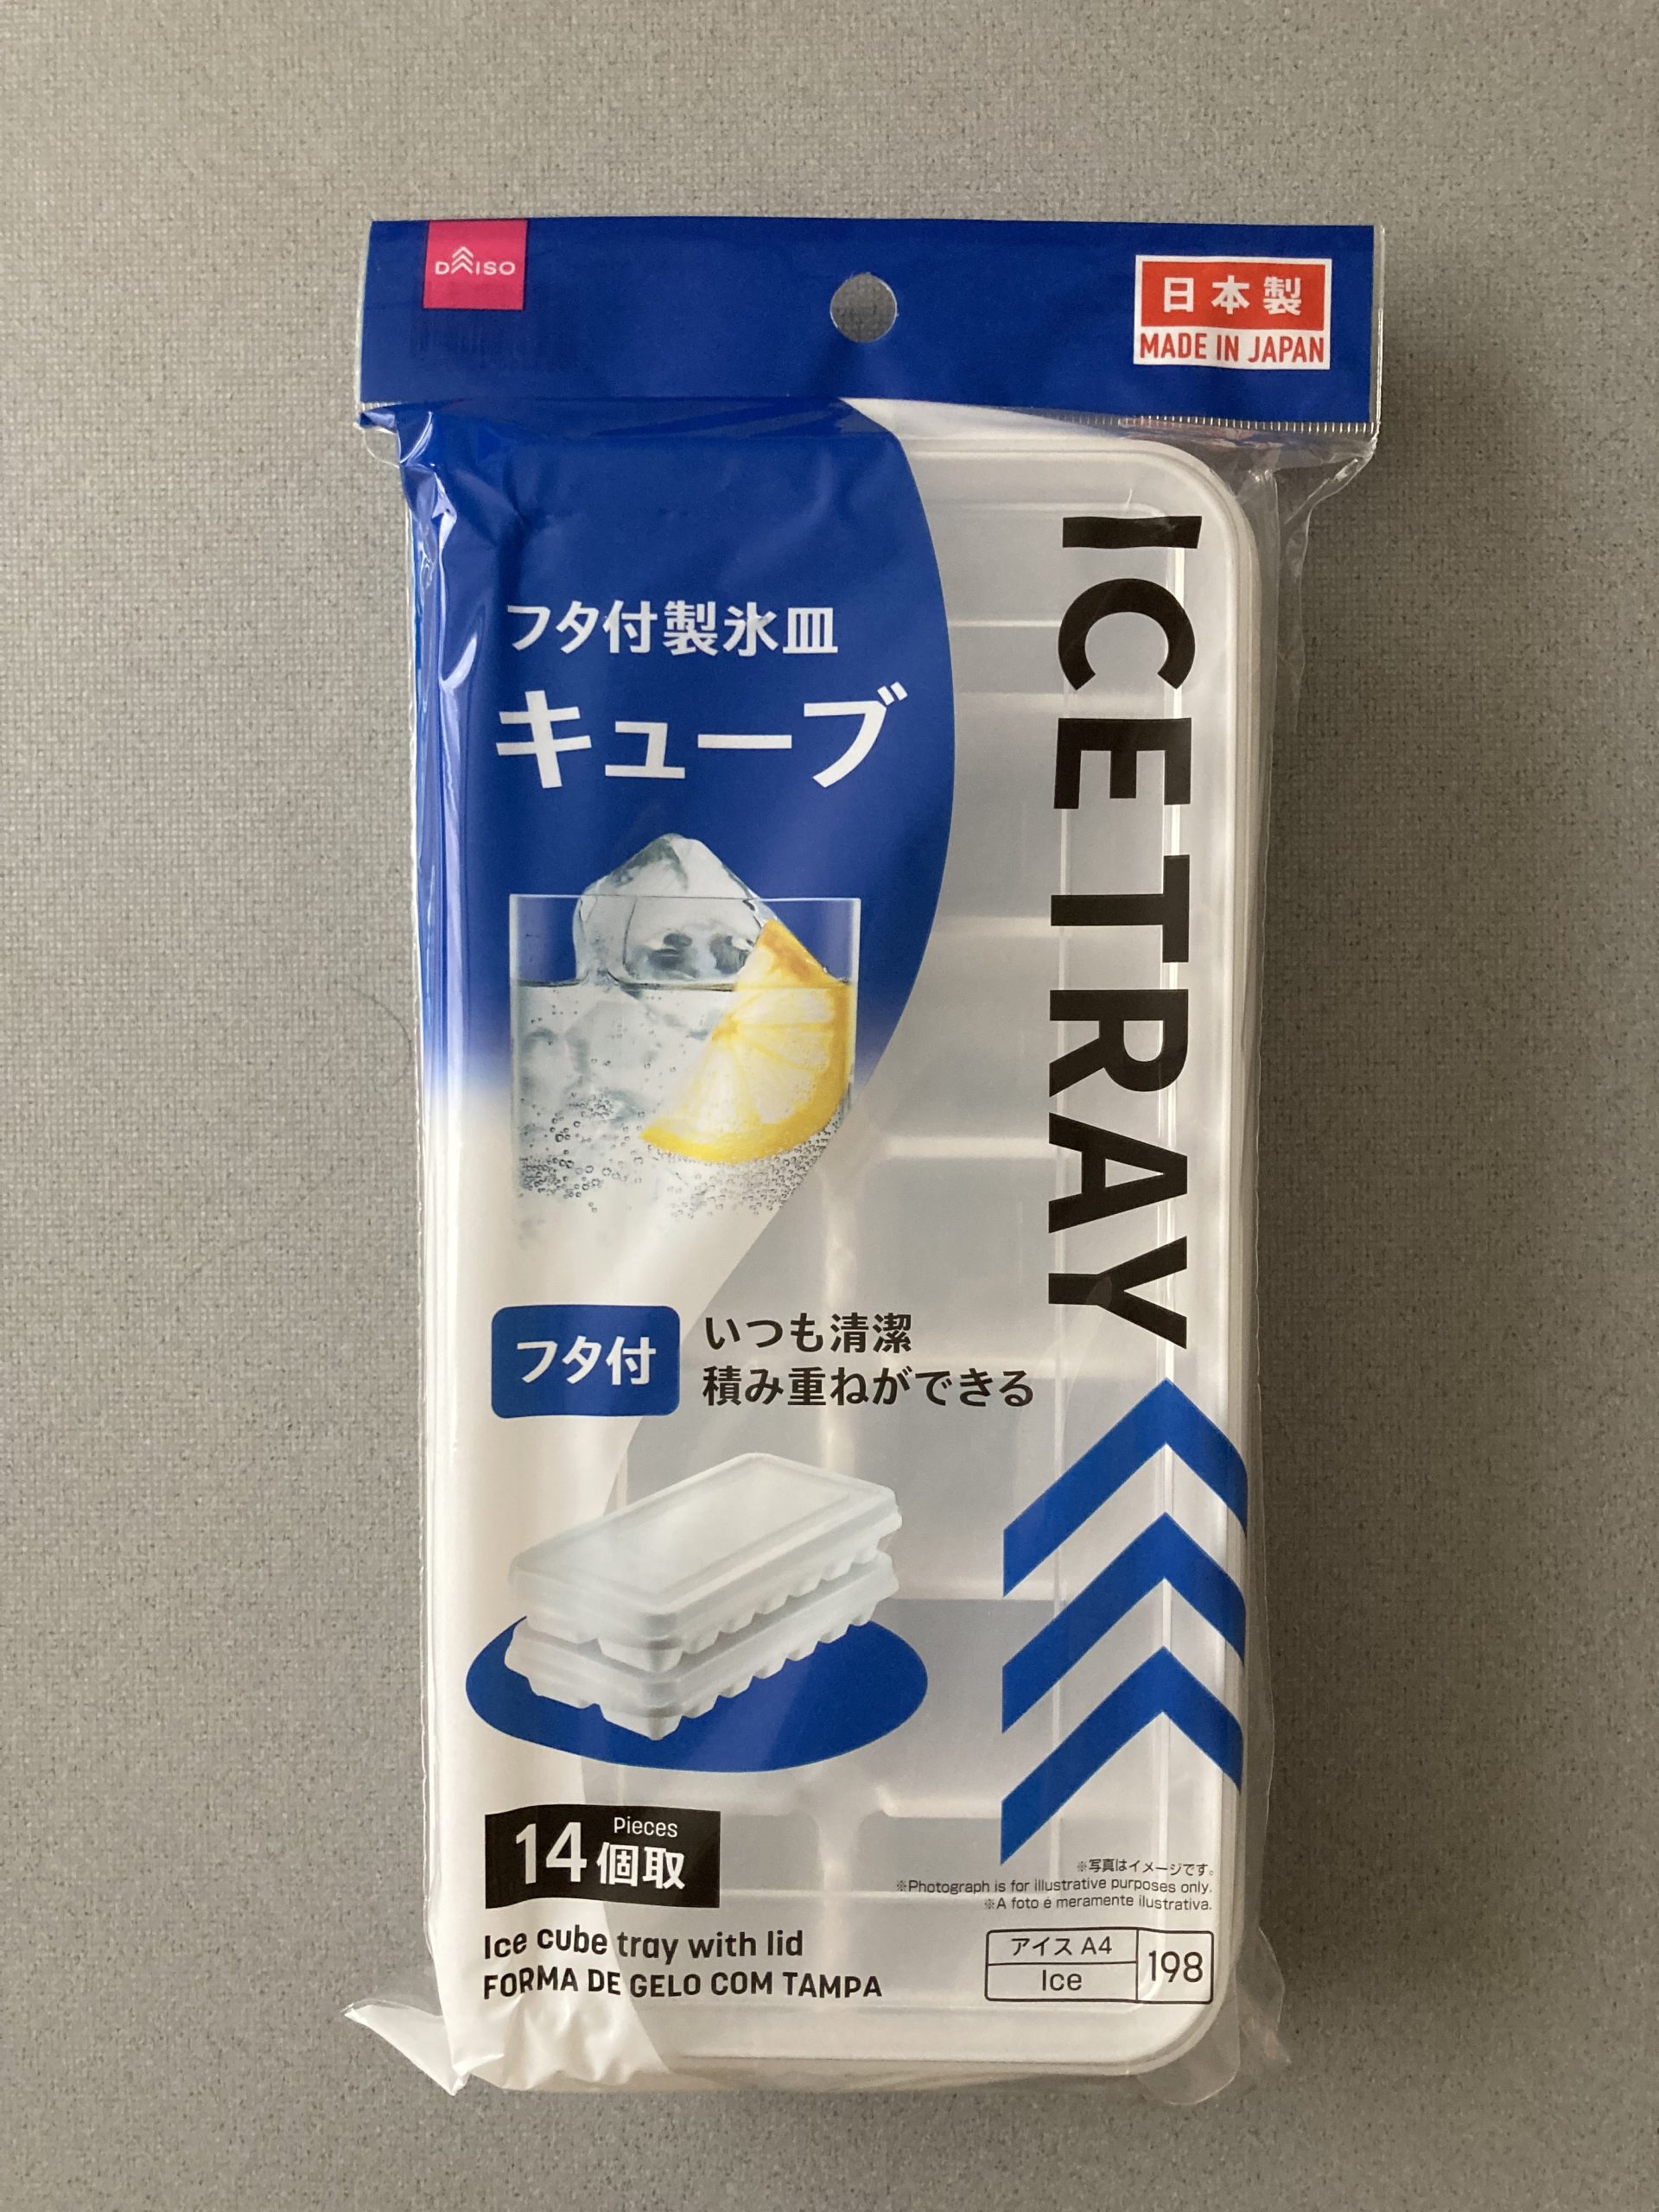 DAISO
日本製
MADE IN JAPAN
フタ付製氷皿
キューブ
ICE TRAY
フタ付
いつも清潔
積み重ねができる
14 Pieces
個取
Ice cube tray with lid
FORMA DE GELO COM TAMPA
※写真はイメージです。
※Photograph is for illustrative purposes only.
※A foto é meramente ilustrativa.
アイス A4
Ice
198